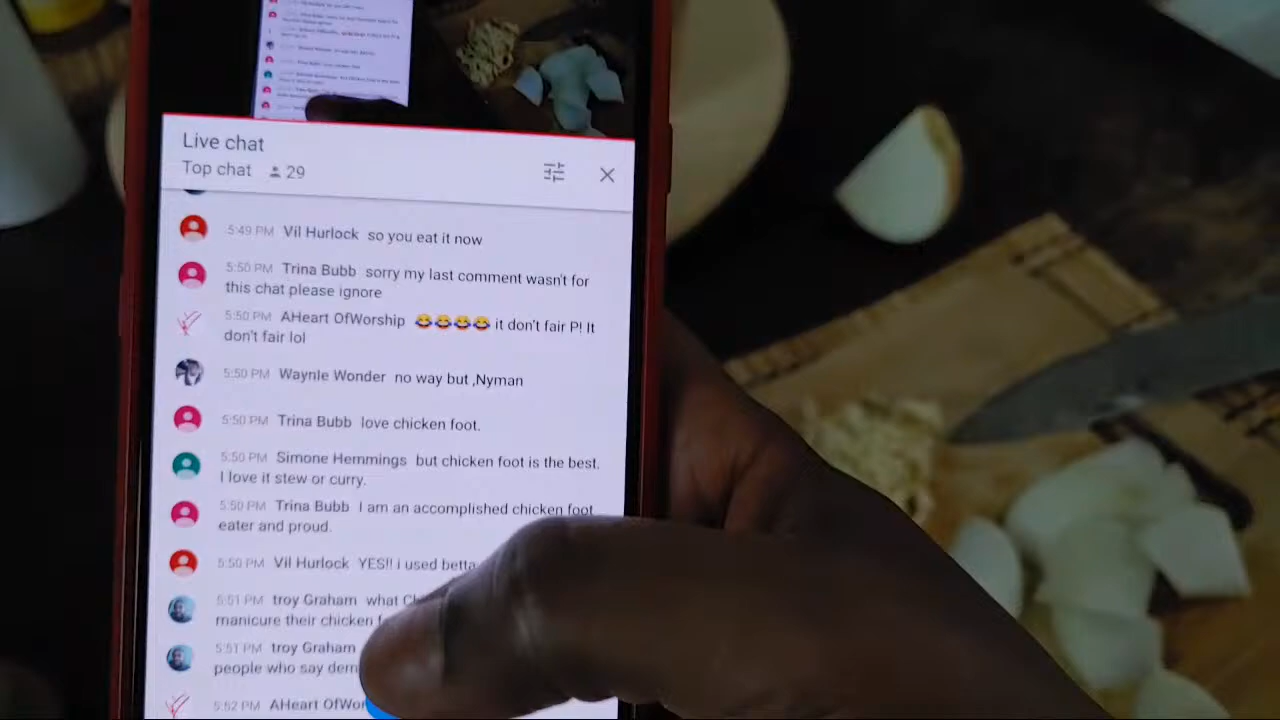 Live chat
Top chat 29
5:49 PM Vil Hurlock so you eat it now
5:50 PM Trina Bubb sorry my last comment wasn't for
this chat please ignore
5:50 PM AHeart OfWorship 😂😂😂😂 it don't fair P! It
don't fair lol
5:50 PM Waynle Wonder no way but ,Nyman
5:50 PM Trina Bubb love chicken foot.
5:50 PM Simone Hemmings but chicken foot is the best.
I love it stew or curry.
5:50 PM Trina Bubb I am an accomplished chicken foot
eater and proud.
5:50 PM Vil Hurlock YES!! i used betta
5:51 PM troy Graham what
manicure their chicken
5:51 PM troy Graham
people who say dem
5:52 PM AHeart